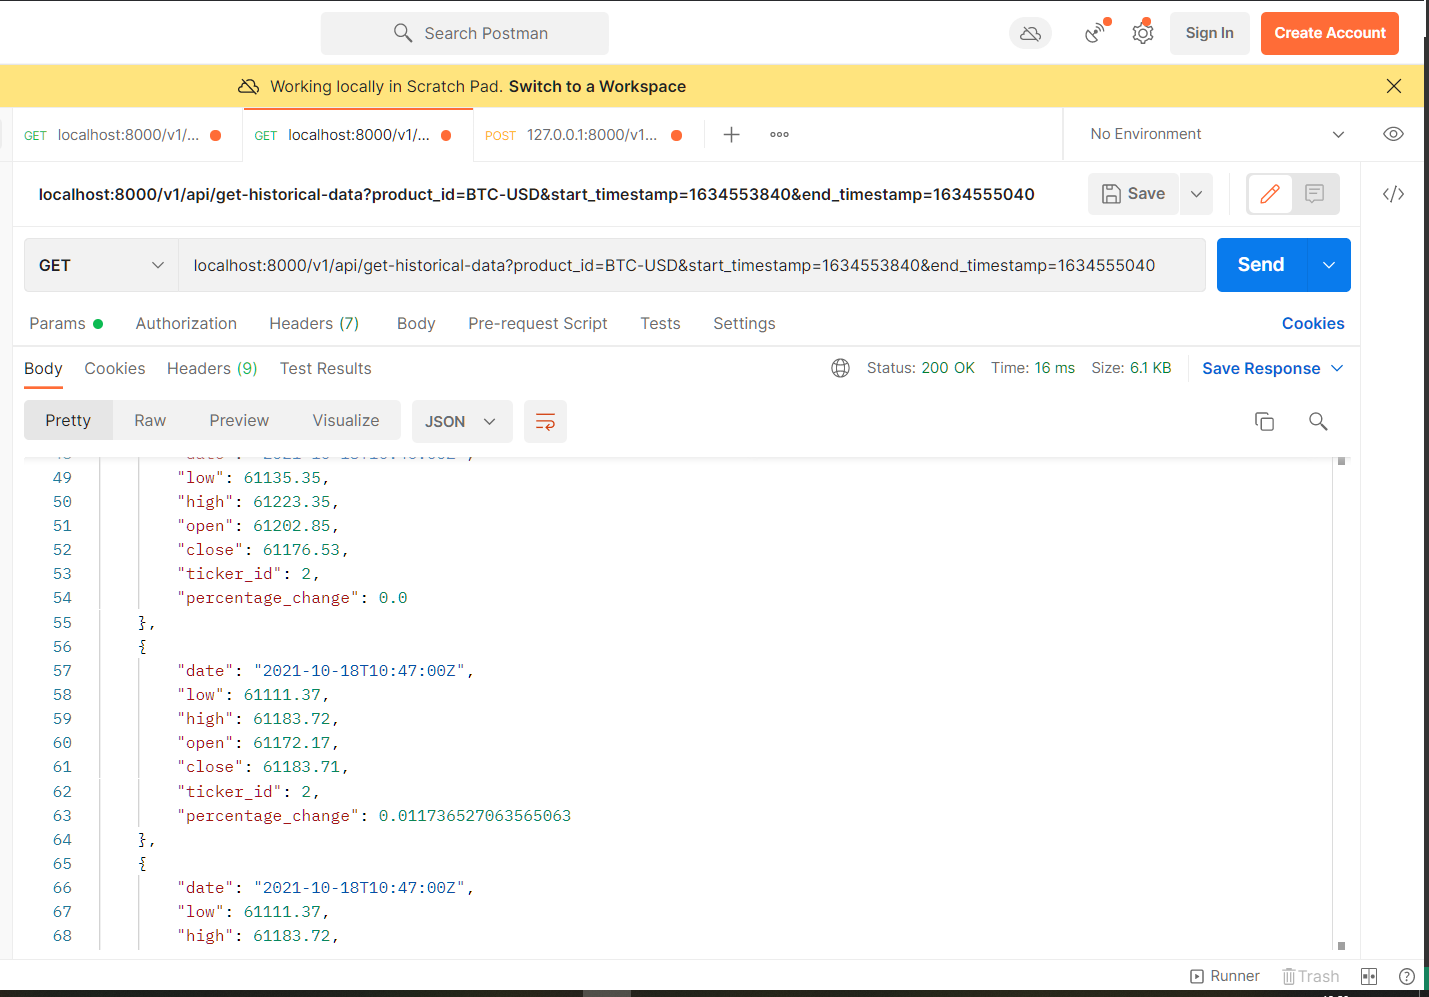 Search Postman
Sign In
Create Account
Working locally in Scratch Pad. Switch to a Workspace
GET localhost:8000/v1/...
GET localhost:8000/v1/...
POST 127.0.0.1:8000/v1...
No Environment
localhost:8000/v1/api/get-historical-data?product_id=BTC-USD&start_timestamp=1634553840&end_timestamp=1634555040
Save
GET
localhost:8000/v1/api/get-historical-data?product_id=BTC-USD&start_timestamp=1634553840&end_timestamp=1634555040
Send
Params Authorization Headers (7) Body Pre-request Script Tests Settings Cookies
Body Cookies Headers (9) Test Results Status: 200 OK Time: 16 ms Size: 6.1 KB Save Response
Pretty Raw Preview Visualize JSON
49 "low": 61135.35,
50 "high": 61223.35,
51 "open": 61202.85,
52 "close": 61176.53,
53 "ticker_id": 2,
54 "percentage_change": 0.0
55 },
56 {
57 "date": "2021-10-18T10:47:00Z",
58 "low": 61111.37,
59 "high": 61183.72,
60 "open": 61172.17,
61 "close": 61183.71,
62 "ticker_id": 2,
63 "percentage_change": 0.011736527063565063
64 },
65 {
66 "date": "2021-10-18T10:47:00Z",
67 "low": 61111.37,
68 "high": 61183.72,
Runner Trash